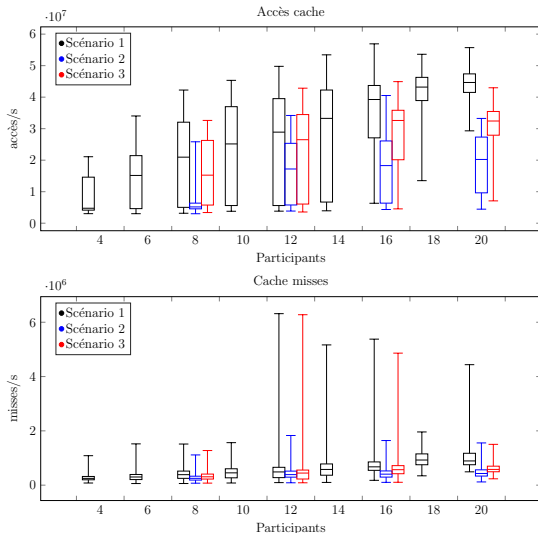 Accès cache
·10⁷
6
5
4
3
2
1
0
accès/s
Scénario 1
Scénario 2
Scénario 3
4 6 8 10 12 14 16 18 20
Participants
Cache misses
·10⁶
6
4
2
0
misses/s
Scénario 1
Scénario 2
Scénario 3
4 6 8 10 12 14 16 18 20
Participants